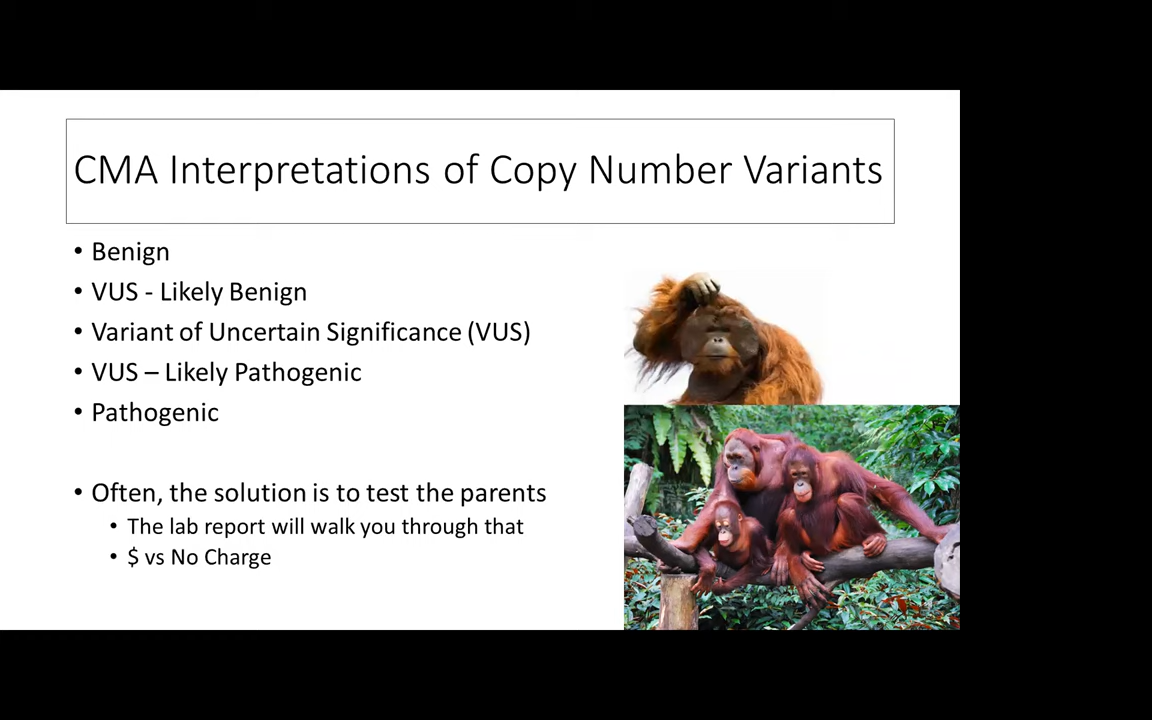 CMA Interpretations of Copy Number Variants
• Benign
• VUS - Likely Benign
• Variant of Uncertain Significance (VUS)
• VUS – Likely Pathogenic
• Pathogenic
• Often, the solution is to test the parents
• The lab report will walk you through that
• $ vs No Charge